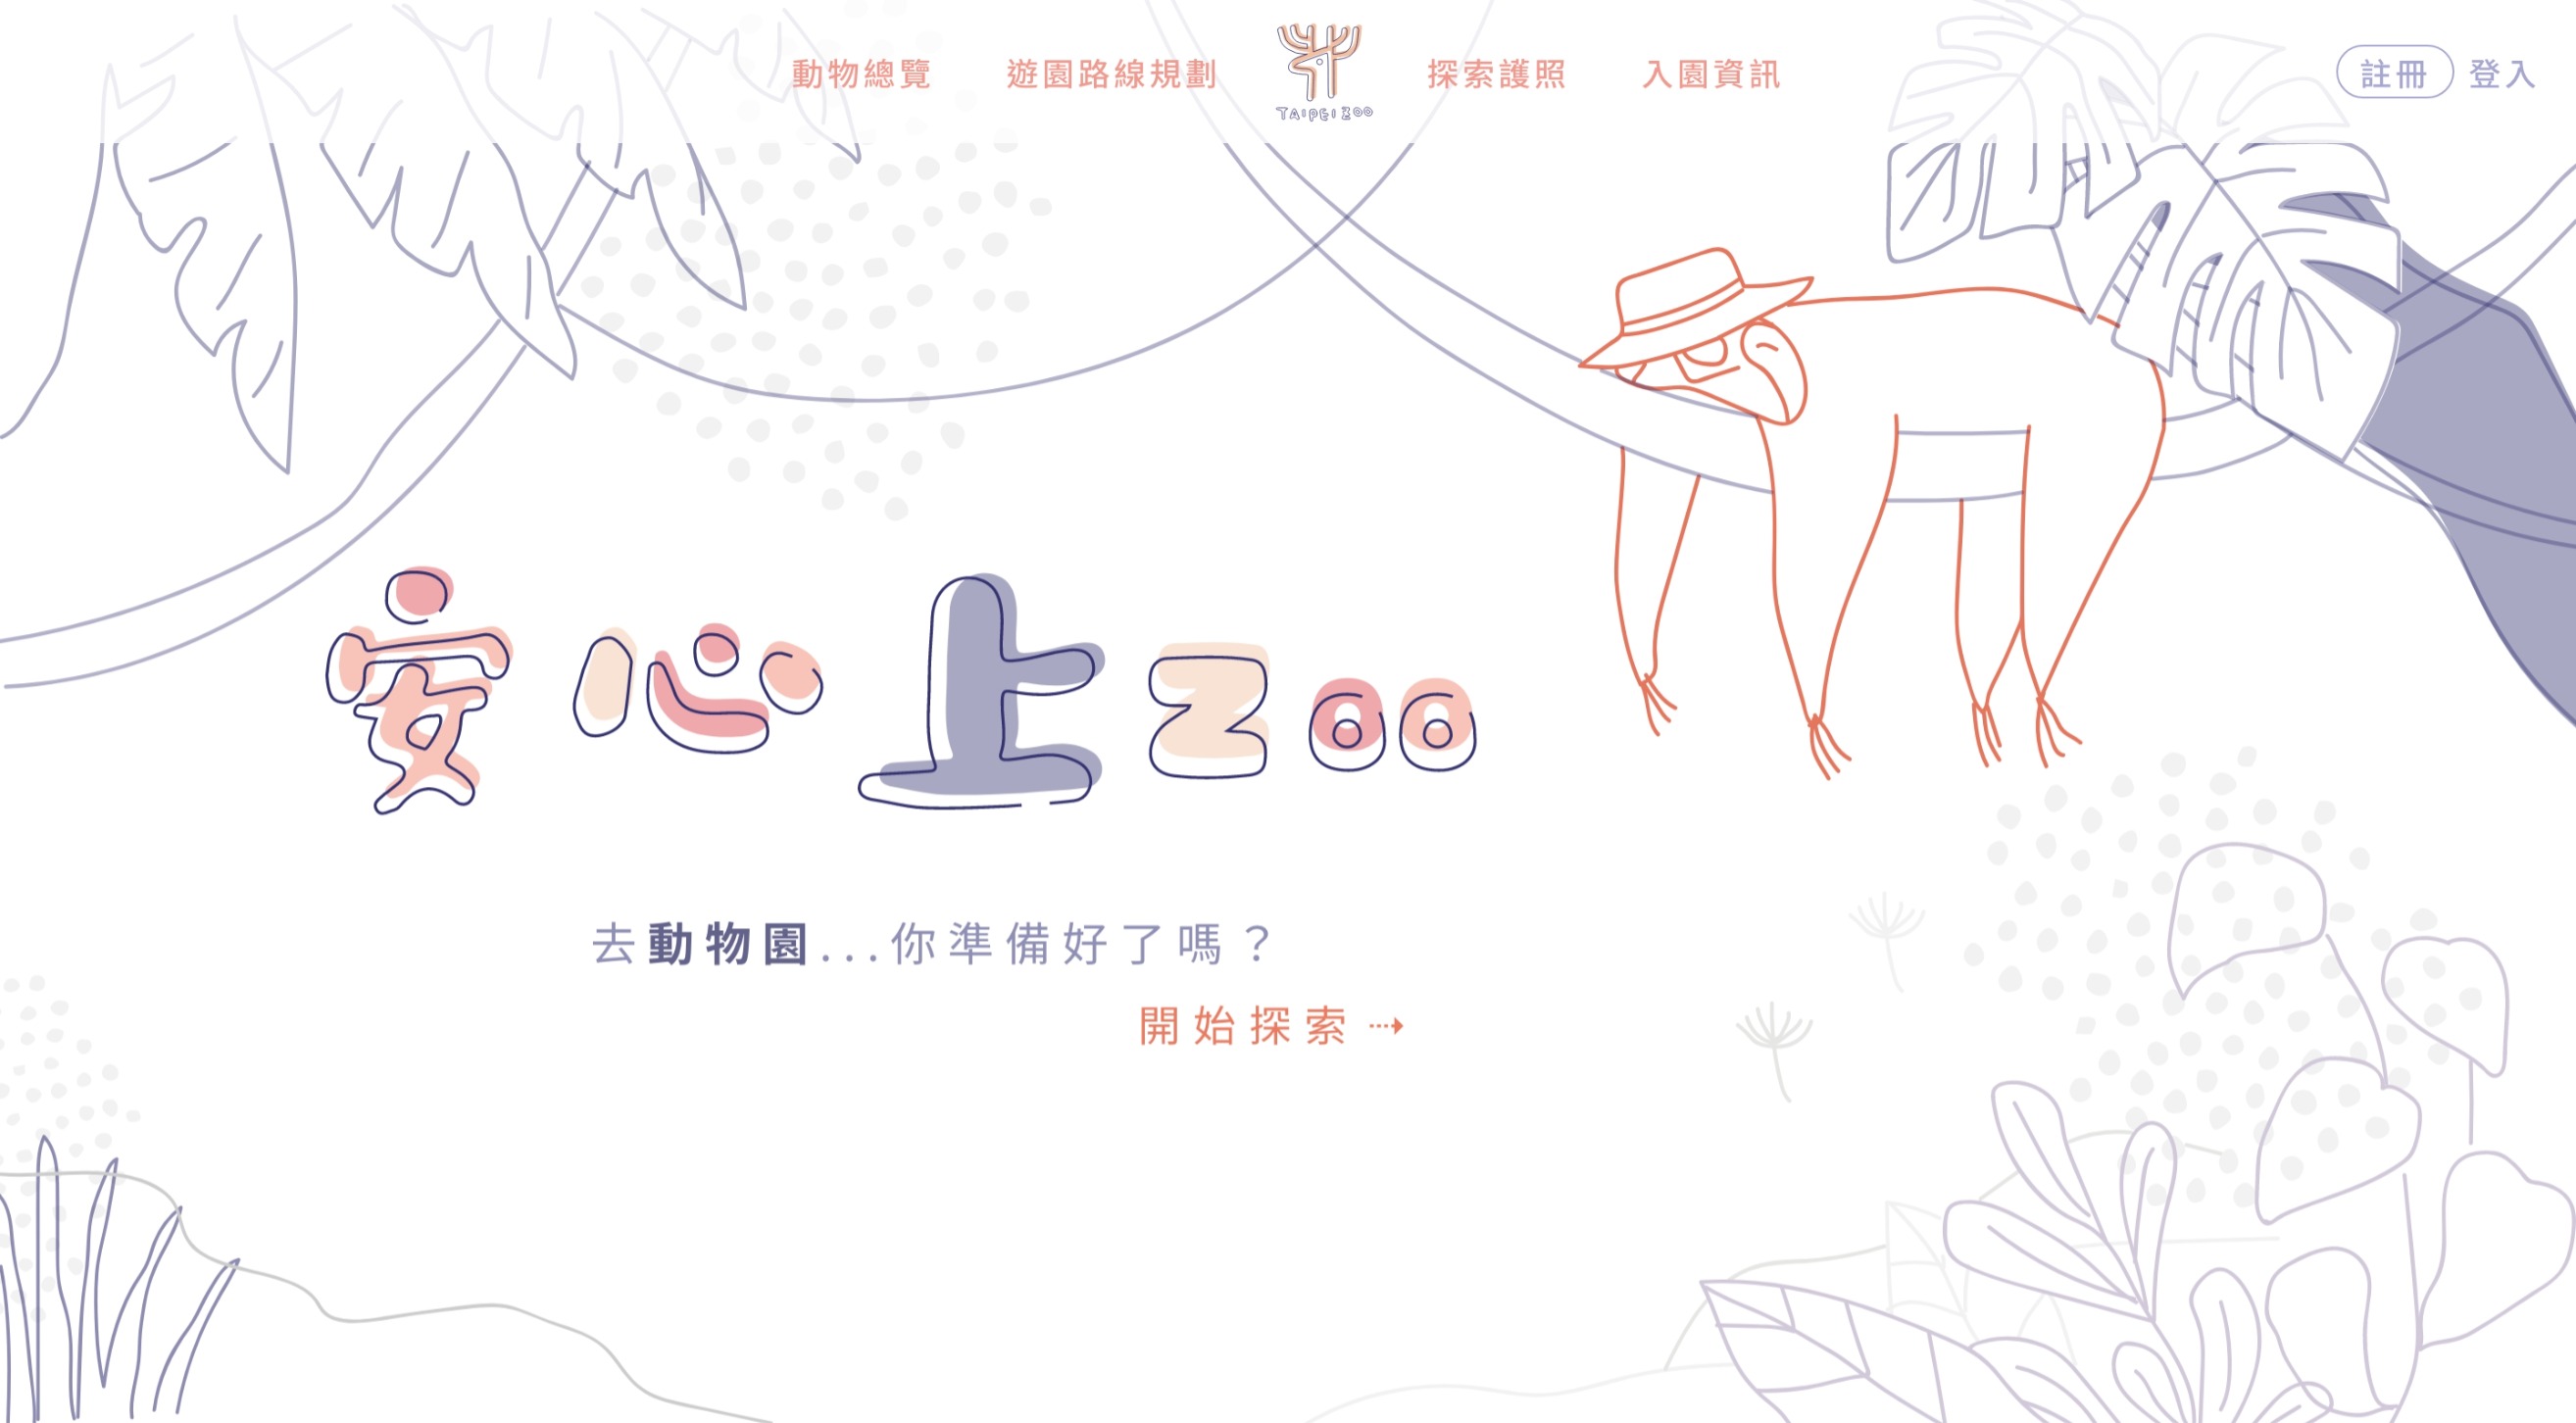 動物總覽
遊園路線規劃
TAIPEI ZOO
探索護照
入園資訊
註冊
登入
安心上Zoo
去動物園...你準備好了嗎？
開始探索